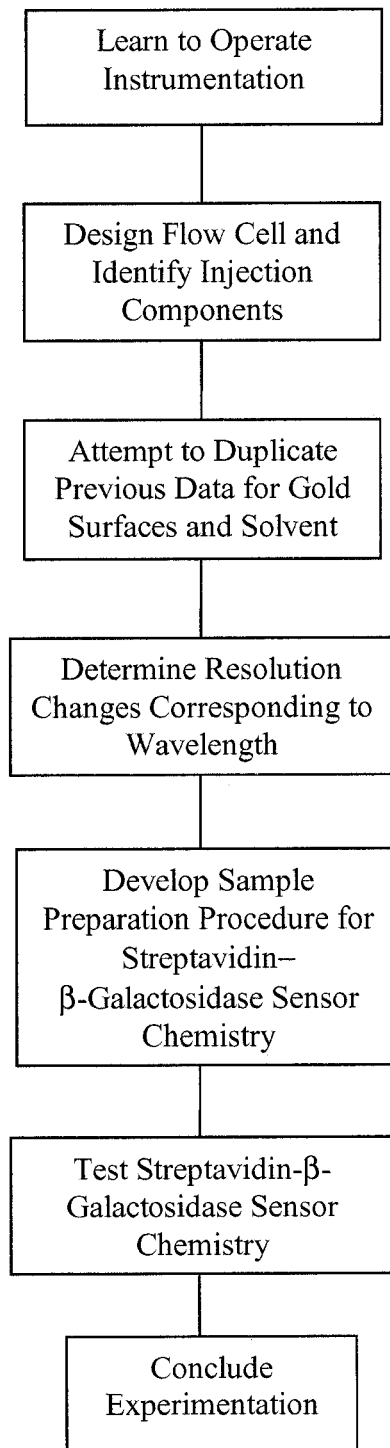 Learn to Operate
Instrumentation
Design Flow Cell and
Identify Injection
Components
Attempt to Duplicate
Previous Data for Gold
Surfaces and Solvent
Determine Resolution
Changes Corresponding to
Wavelength
Develop Sample
Preparation Procedure for
Streptavidin–
β-Galactosidase Sensor
Chemistry
Test Streptavidin-β-
Galactosidase Sensor
Chemistry
Conclude
Experimentation